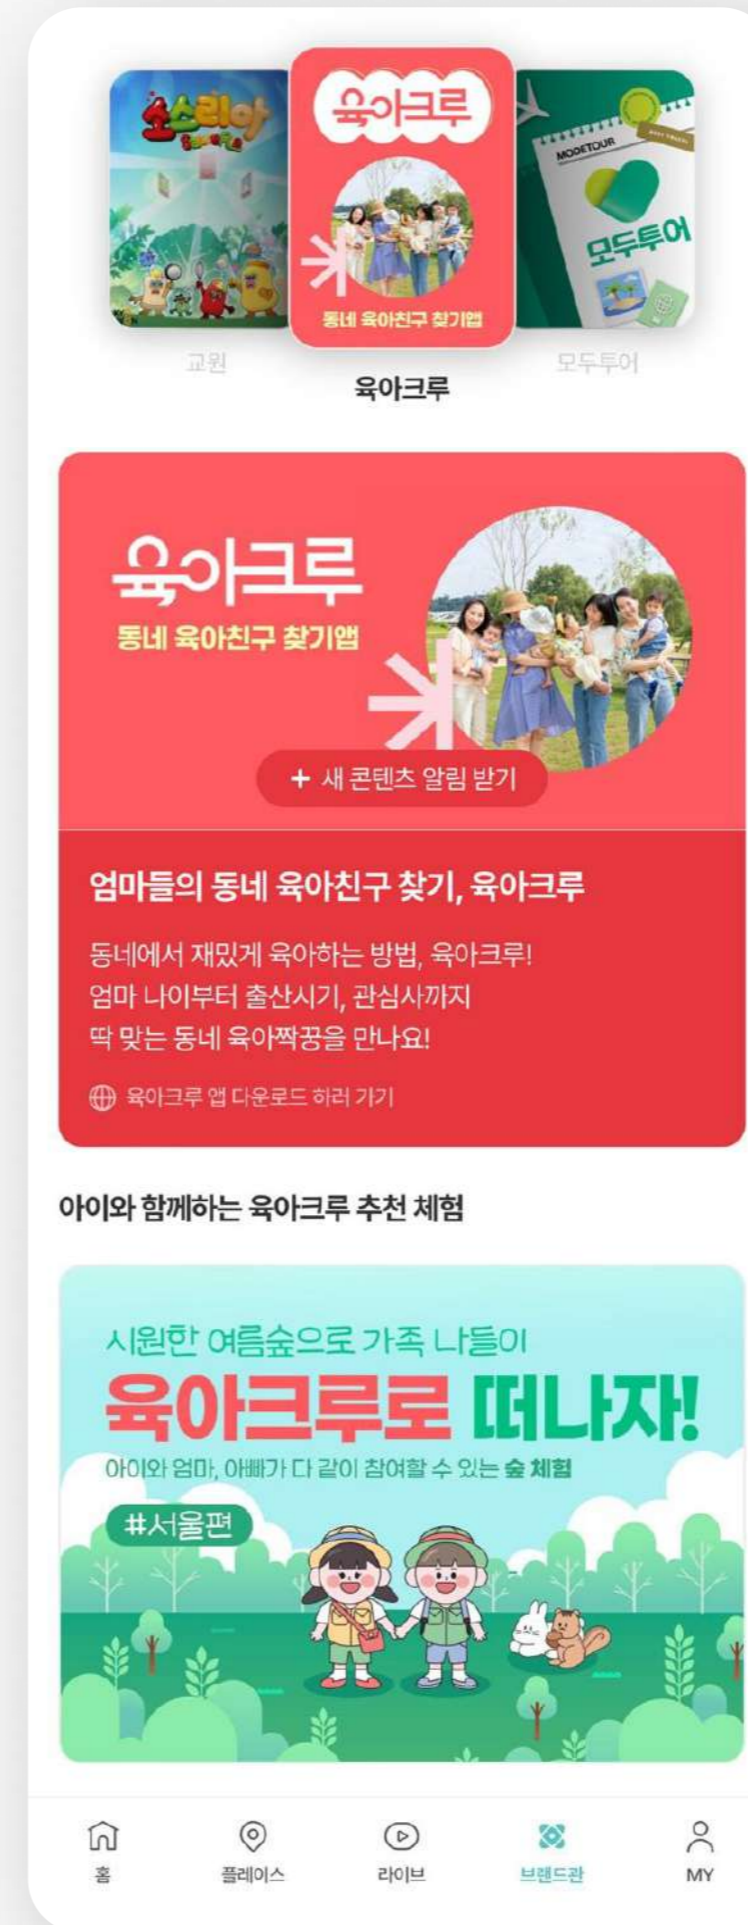 소소리아
육아크루
동네 육아친구 찾기앱
MODETOUR
모두투어
교원
육아크루
모두투어
육아크루
동네 육아친구 찾기앱
+ 새 콘텐츠 알림 받기
엄마들의 동네 육아친구 찾기, 육아크루
동네에서 재밌게 육아하는 방법, 육아크루!
엄마 나이부터 출산시기, 관심사까지
딱 맞는 동네 육아짝꿍을 만나요!
육아크루 앱 다운로드 하러 가기
아이와 함께하는 육아크루 추천 체험
시원한 여름숲으로 가족 나들이
육아크루로 떠나자!
아이와 엄마, 아빠가 다 같이 참여할 수 있는 숲 체험
#서울편
홈
플레이스
라이브
브랜드관
MY